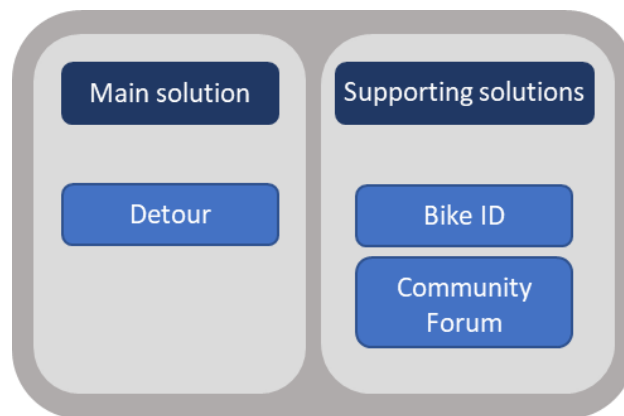 Main solution
Detour
Supporting solutions
Bike ID
Community
Forum